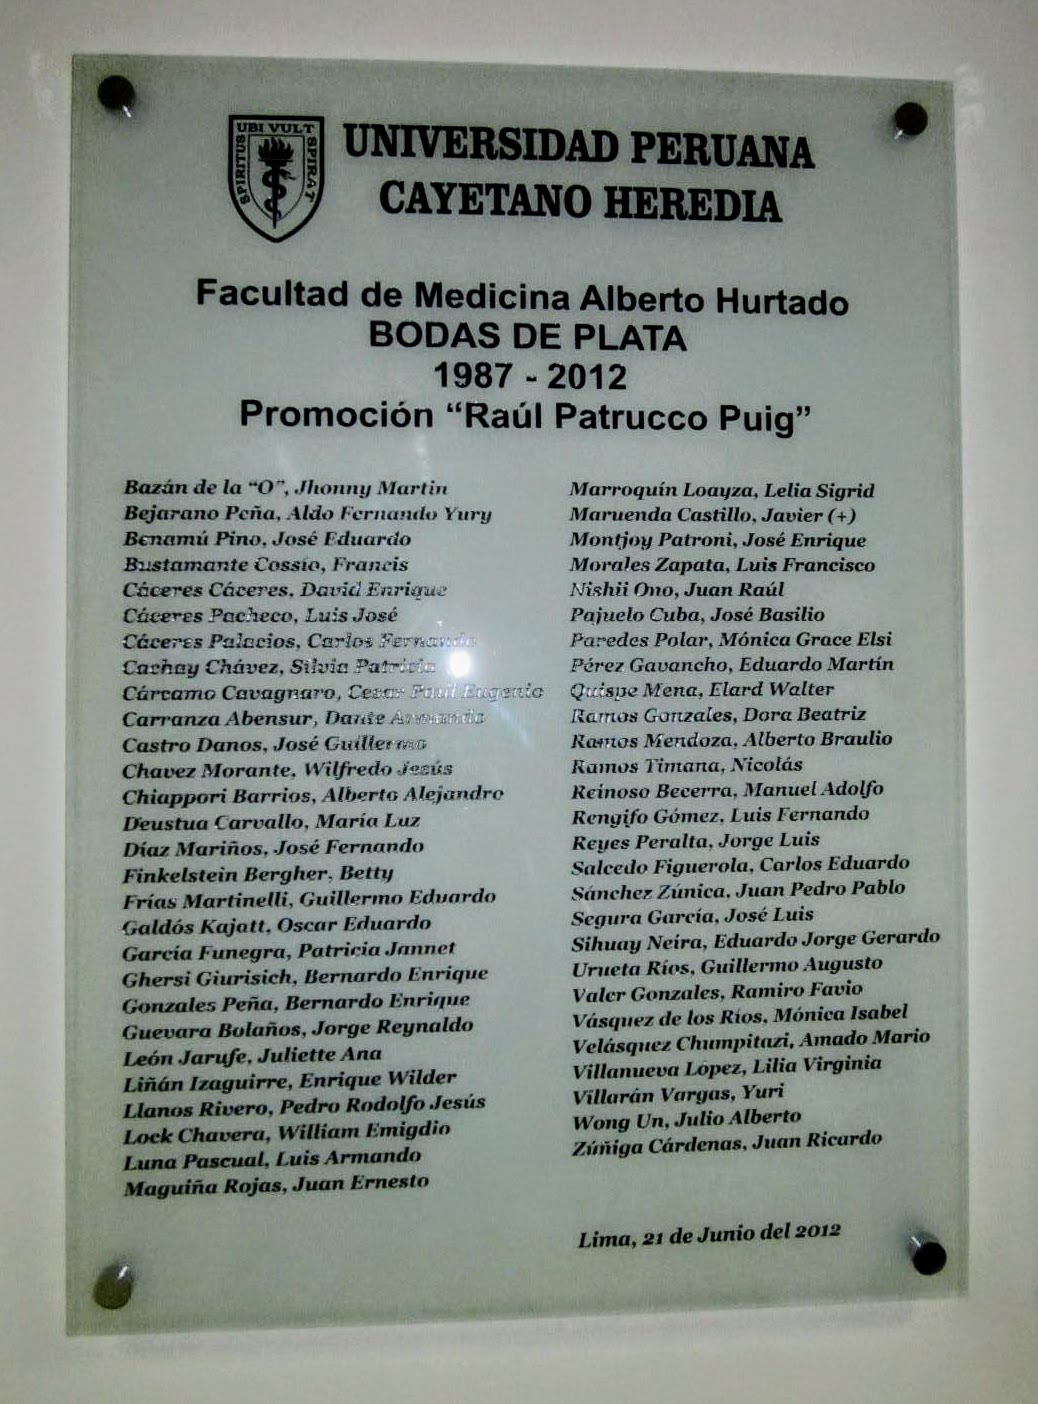 UBI VULT
SPIRITUS
SPIRAT
UNIVERSIDAD PERUANA
CAYETANO HEREDIA
Facultad de Medicina Alberto Hurtado
BODAS DE PLATA
1987 - 2012
Promoción “Raúl Patrucco Puig”
Bazán de la “O”, Jhonny Martin
Bejarano Peña, Aldo Fernando Yury
Benamú Pino, José Eduardo
Bustamante Cossío, Francis
Cáceres Cáceres, David Enrique
Cáceres Pacheco, Luis José
Cáceres Palacios, Carlos Fernando
Cachay Chávez, Silvia Patricia
Cárcamo Cavagnaro, Cesar Paul Eugenio
Carranza Abensur, Dante Armando
Castro Danos, José Guillermo
Chavez Morante, Wilfredo Jesús
Chiappori Barrios, Alberto Alejandro
Deustua Carvallo, María Luz
Díaz Mariños, José Fernando
Finkelstein Bergher, Betty
Frías Martinelli, Guillermo Eduardo
Galdós Kajatt, Oscar Eduardo
García Funegra, Patricia Jannet
Ghersi Giurisich, Bernardo Enrique
Gonzales Peña, Bernardo Enrique
Guevara Bolaños, Jorge Reynaldo
León Jarufe, Juliette Ana
Liñán Izaguirre, Enrique Wilder
Llanos Rivero, Pedro Rodolfo Jesús
Lock Chavera, William Emigdio
Luna Pascual, Luis Armando
Maguiña Rojas, Juan Ernesto
Marroquín Loayza, Lelia Sigrid
Maruenda Castillo, Javier (+)
Montjoy Patroni, José Enrique
Morales Zapata, Luis Francisco
Nishii Ono, Juan Raúl
Pajuelo Cuba, José Basilio
Paredes Polar, Mónica Grace Elsi
Pérez Gavancho, Eduardo Martín
Quispe Mena, Elard Walter
Ramos Gonzales, Dora Beatriz
Ramos Mendoza, Alberto Braulio
Ramos Timana, Nicolás
Reinoso Becerra, Manuel Adolfo
Rengifo Gómez, Luis Fernando
Reyes Peralta, Jorge Luis
Salcedo Figuerola, Carlos Eduardo
Sánchez Zúnica, Juan Pedro Pablo
Segura García, José Luis
Sihuay Neira, Eduardo Jorge Gerardo
Urueta Ríos, Guillermo Augusto
Valer Gonzales, Ramiro Favio
Vásquez de los Ríos, Mónica Isabel
Velásquez Chumpitazi, Amado Mario
Villanueva López, Lilia Virginia
Villarán Vargas, Yuri
Wong Un, Julio Alberto
Zúñiga Cárdenas, Juan Ricardo
Lima, 21 de Junio del 2012